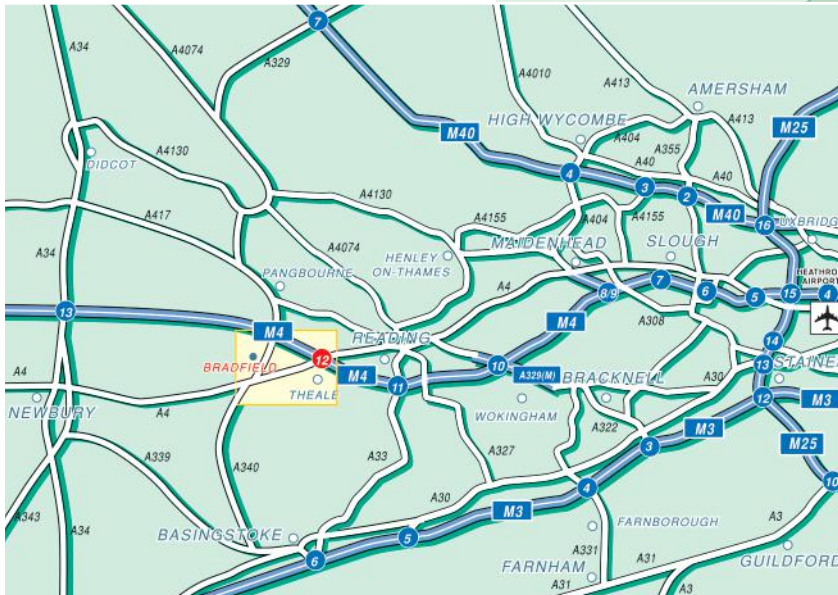 7
A34
A4074
A329
A4010
A413
AMERSHAM
HIGH WYCOMBE
A413
M40
A404
M25
A355
DIDCOT
A4130
4
A40
3
A40
2
A4130
M40
A4155
A404
A4155
16
UXBRIDG
A417
MAIDENHEAD
SLOUGH
A34
A4074
HENLEY
ON-THAMES
PANGBOURNE
HEATHRO
AIRPORT
A4
7
8/9
6
5
15
4
13
M4
M4
A308
READING
14
BRADFIELD
12
STAINE
13
10
A4
M4
A329(M)
A30
11
BRACKNELL
M3
THEALE
12
NEWBURY
A4
WOKINGHAM
A322
M3
M25
A33
A327
3
A339
A340
4
10
A30
A343
M3
A3
A34
BASINGSTOKE
5
FARNBOROUGH
6
A331
A31
GUILDFORD
FARNHAM
A31
A3